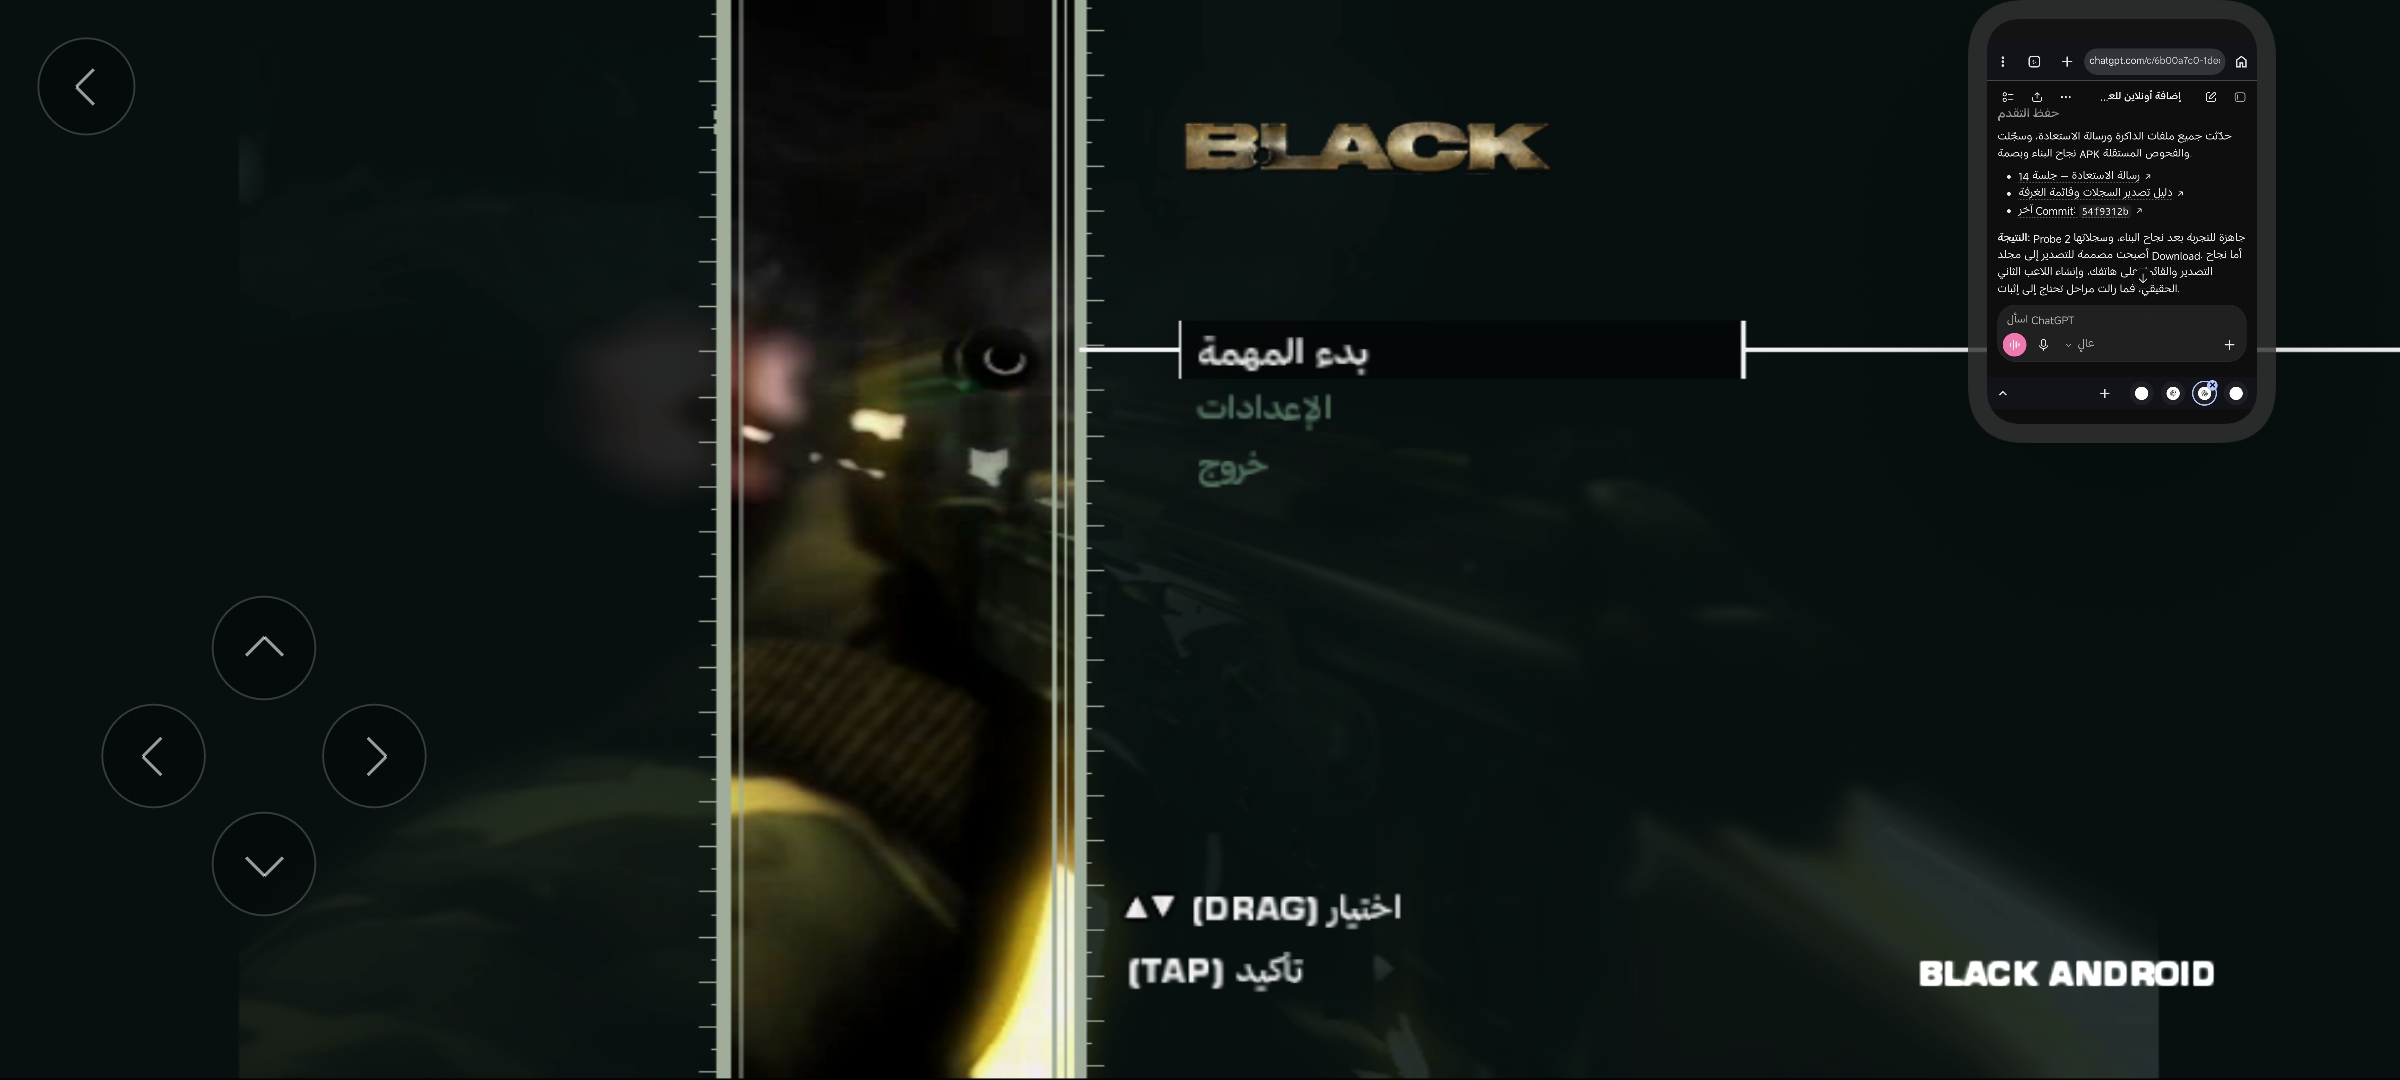 BLACK
بدء المهمة
الإعدادات
خروج
▲▼ (DRAG) اختيار
(TAP) تأكيد
BLACK ANDROID
chatgpt.com/c/6b00a7c0-1de
إضافة أونلاين للع...
حفظ التقدم
حدّثت جميع ملفات الذاكرة ورسالة الاستعادة، وسجّلت
نجاح البناء وبصمة APK والفحوص المستقلة.
• رسالة الاستعادة – جلسة 14 ↗
• دليل تصدير السجلات وقائمة الغرفة ↗
• آخر Commit: 54f9312b ↗
النتيجة: Probe 2 جاهزة للتجربة بعد نجاح البناء، وسجلاتها
أصبحت مصممة للتصدير إلى مجلد Download. أما نجاح
التصدير والقائمة على هاتفك، وإنشاء اللاعب الثاني
الحقيقي، فما زالت مراحل تحتاج إلى إثبات.
اسأل ChatGPT
عالٍ